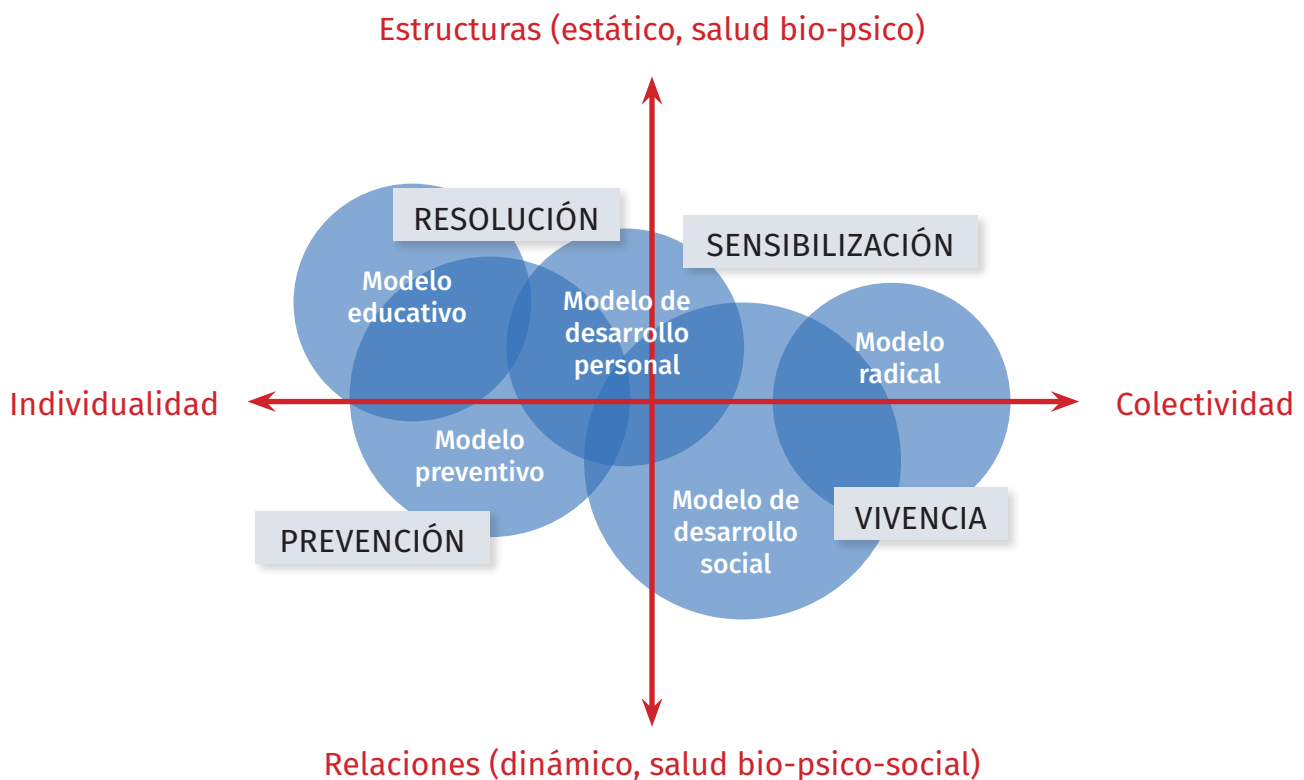 Estructuras (estático, salud bio-psico)
RESOLUCIÓN
SENSIBILIZACIÓN
Modelo
educativo
Modelo de
desarrollo
personal
Modelo
radical
Individualidad
Colectividad
Modelo
preventivo
Modelo de
desarrollo
social
VIVENCIA
PREVENCIÓN
Relaciones (dinámico, salud bio-psico-social)